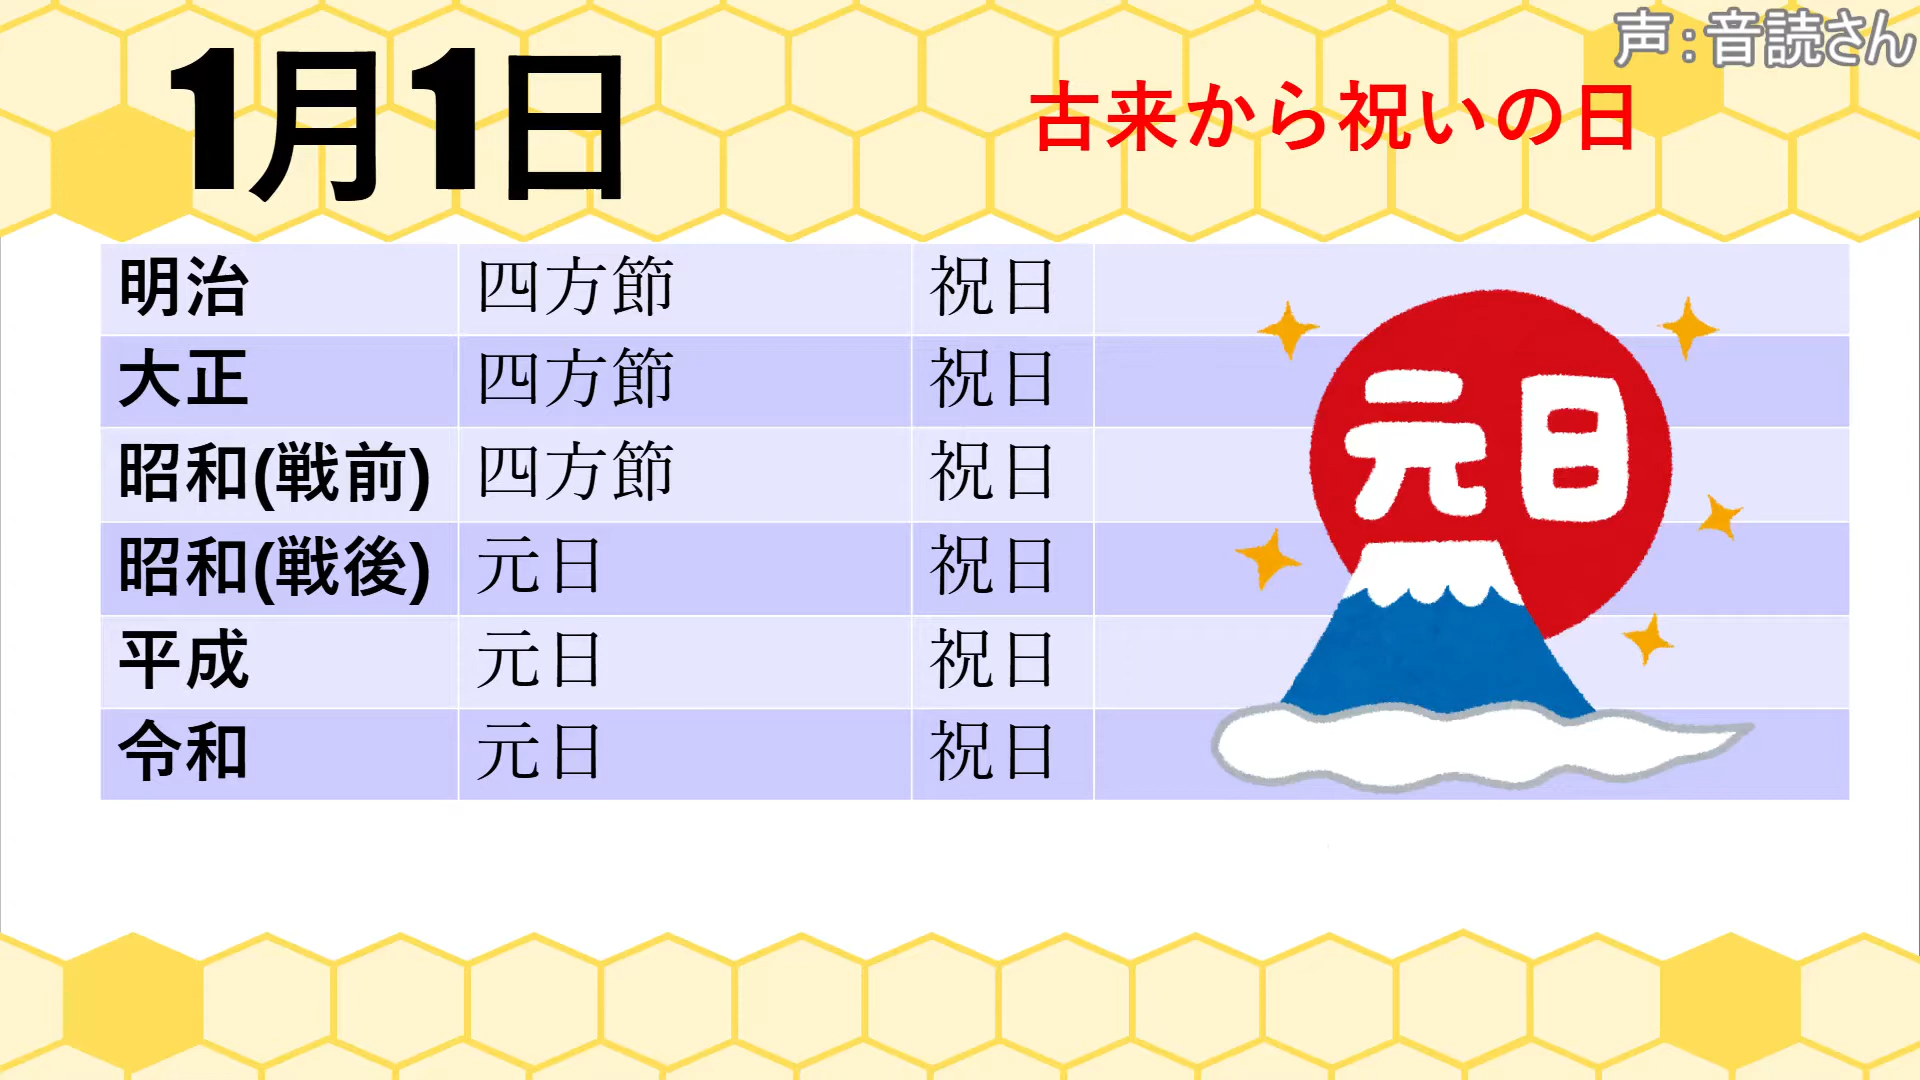 声:音読さん
1月1日
古来から祝いの日
明治 四方節 祝日
大正 四方節 祝日
昭和(戦前) 四方節 祝日
昭和(戦後) 元日 祝日
平成 元日 祝日
令和 元日 祝日
元日